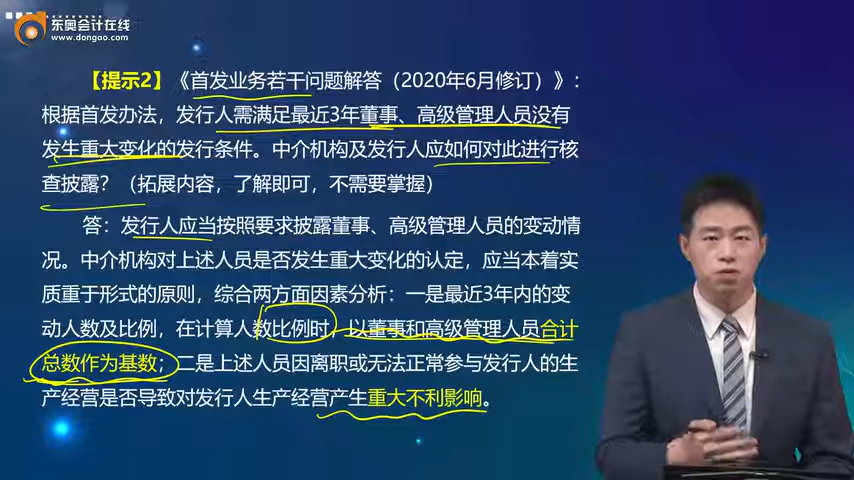 东奥会计在线
www.dongao.com
【提示2】《首发业务若干问题解答（2020年6月修订）》：
根据首发办法，发行人需满足最近3年董事、高级管理人员没有
发生重大变化的发行条件。中介机构及发行人应如何对此进行核
查披露？（拓展内容，了解即可，不需要掌握）
答：发行人应当按照要求披露董事、高级管理人员的变动情
况。中介机构对上述人员是否发生重大变化的认定，应当本着实
质重于形式的原则，综合两方面因素分析：一是最近3年内的变
动人数及比例，在计算人数比例时，以董事和高级管理人员合计
总数作为基数；二是上述人员因离职或无法正常参与发行人的生
产经营是否导致对发行人生产经营产生重大不利影响。